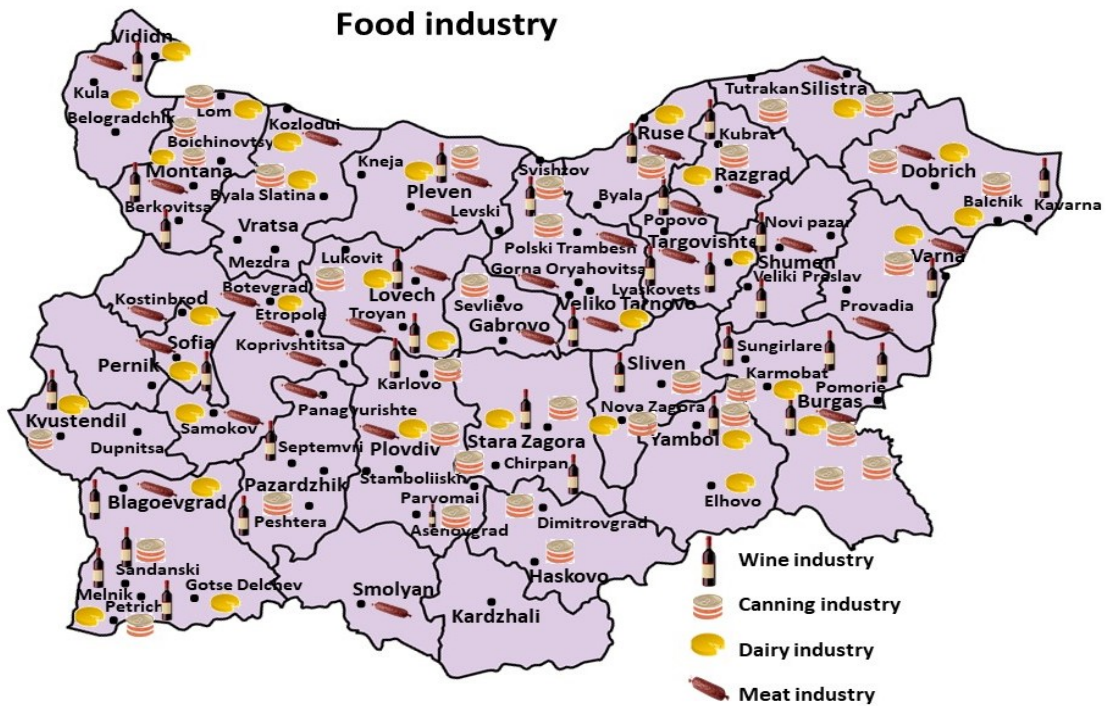 Food industry
Vididn
Kula
Belogradchik
Lom
Kozlodui
Boichinovtsy
Montana
Berkovitsa
Byala Slatina
Vratsa
Mezdra
Kneja
Pleven
Levski
Svishzov
Ruse
Byala
Kubrat
Razgrad
Tutrakan
Silistra
Dobrich
Balchik
Kavarna
Popovo
Targovishte
Novi pazar
Shumen
Veliki Preslav
Varna
Provadia
Polski Trambesh
Gorna Oryahovitsa
Lyaskovets
Veliko Tarnovo
Lukovit
Lovech
Troyan
Sevlievo
Gabrovo
Botevgrad
Etropole
Kostinbrod
Sofia
Pernik
Koprivshtitsa
Karlovo
Sliven
Sungirlare
Karmobat
Pomorie
Burgas
Kyustendil
Dupnitsa
Samokov
Panagyurishte
Septemvri
Plovdiv
Stara Zagora
Nova Zagora
Yambol
Chirpan
Stamboliiski
Pazardzhik
Peshtera
Parvomai
Asenovgrad
Dimitrovgrad
Elhovo
Blagoevgrad
Sandanski
Melnik
Petrich
Gotse Delchev
Smolyan
Haskovo
Kardzhali
Wine industry
Canning industry
Dairy industry
Meat industry